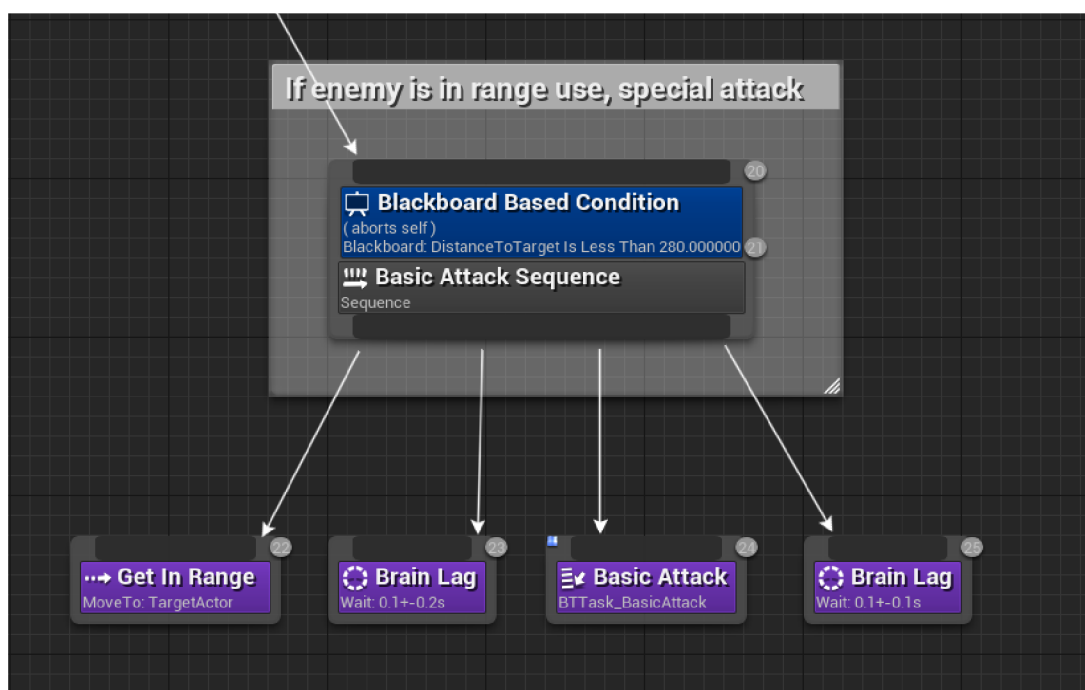 If enemy is in range use, special attack
20
Blackboard Based Condition
( aborts self )
Blackboard: DistanceToTarget Is Less Than 280.000000
21
Basic Attack Sequence
Sequence
22
Get In Range
MoveTo: TargetActor
23
Brain Lag
Wait: 0.1+-0.2s
24
Basic Attack
BTTask_BasicAttack
25
Brain Lag
Wait: 0.1+-0.1s